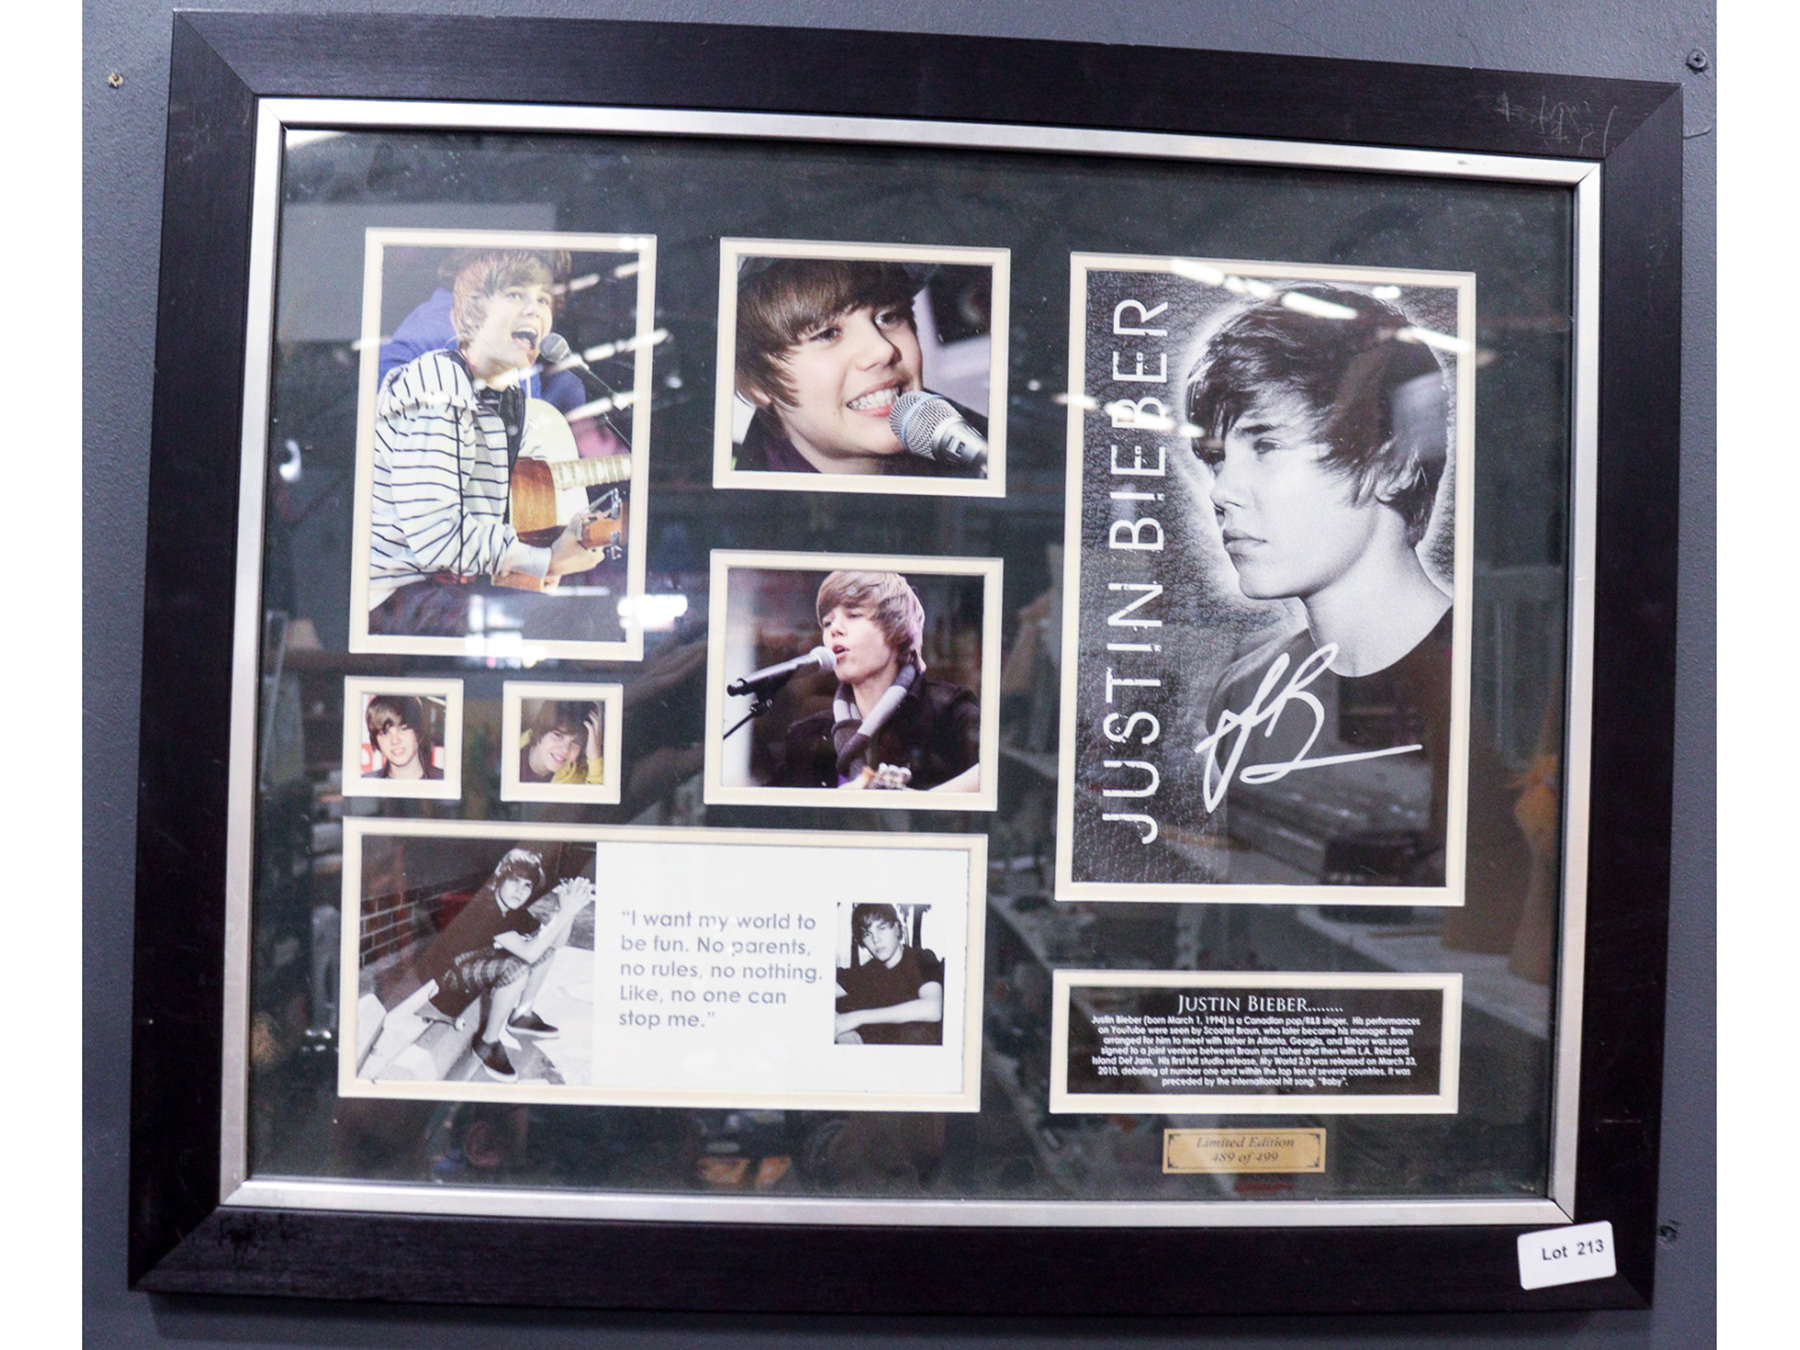 JUSTIN BIEBER
"I want my world to
be fun. No parents,
no rules, no nothing.
Like, no one can
stop me."
JUSTIN BIEBER........
Justin Bieber (born March 1, 1994) is a Canadian pop/R&B singer. His performances
on YouTube were seen by Scooter Braun, who later became his manager. Braun
arranged for him to meet with Usher in Atlanta, Georgia, and Bieber was soon
signed to a joint venture between Braun and Usher and then with L.A. Reid and
Island Def Jam. His first full studio release, My World 2.0 was released on March 23,
2010, debuting at number one and within the top ten of several countries. It was
preceded by the international hit song, "Baby".
Limited Edition
489 of 499
Lot 213